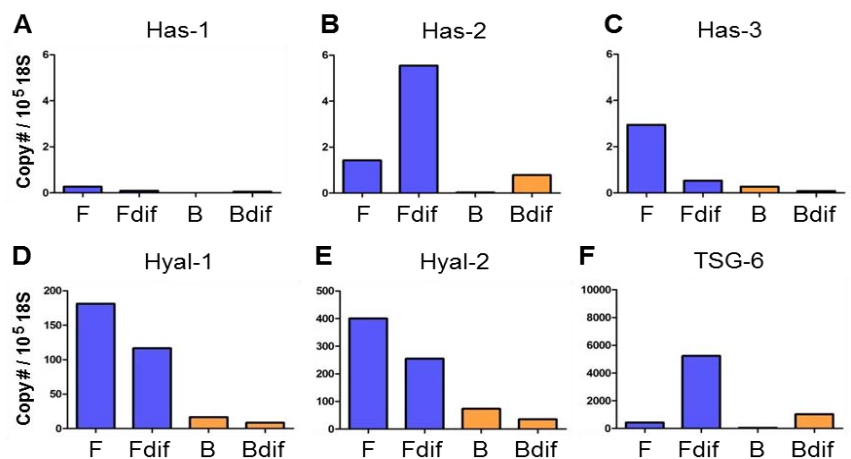 A Has-1
B Has-2
C Has-3
Copy# / 10⁵ 18S
6
4
2
0
F Fdif B Bdif
6
4
2
0
F Fdif B Bdif
6
4
2
0
F Fdif B Bdif
D Hyal-1
E Hyal-2
F TSG-6
Copy# / 10⁵ 18S
200
150
100
50
0
F Fdif B Bdif
500
400
300
200
100
0
F Fdif B Bdif
10000
8000
6000
4000
2000
0
F Fdif B Bdif